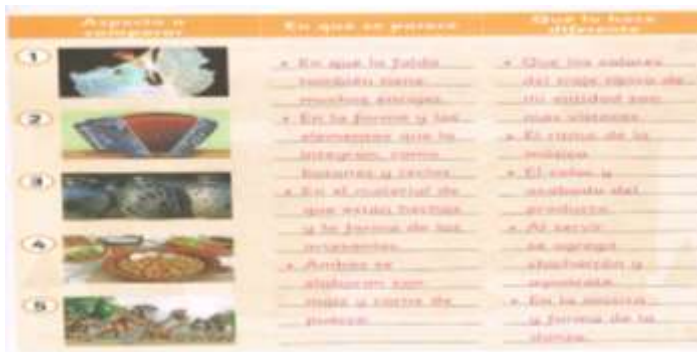 Aspecto a comparar
En qué se parece
Qué lo hace diferente
1
• En que la falda
también tiene
muchos encajes.
• Que los colores
del traje típico de
mi entidad son
más vistosos.
2
• En la forma y los
elementos que la
integran, como
botones y teclas.
• El ritmo de la
música.
3
• En el material de
que están hechas
y la forma de las
artesanías.
• El color y
acabado del
producto.
4
• Ambos se
elaboran con
maíz y carne de
puerco.
• Al servir
se agrega
chicharrón y
aguacate.
5
• En la música
y forma de la
danza.